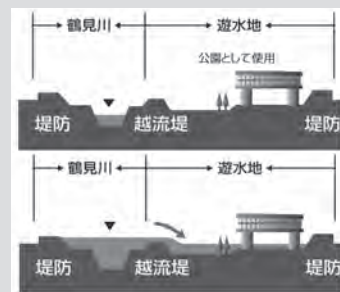 鶴見川 遊水地
公園として使用
堤防 越流堤 堤防
鶴見川 遊水地
堤防 越流堤 堤防